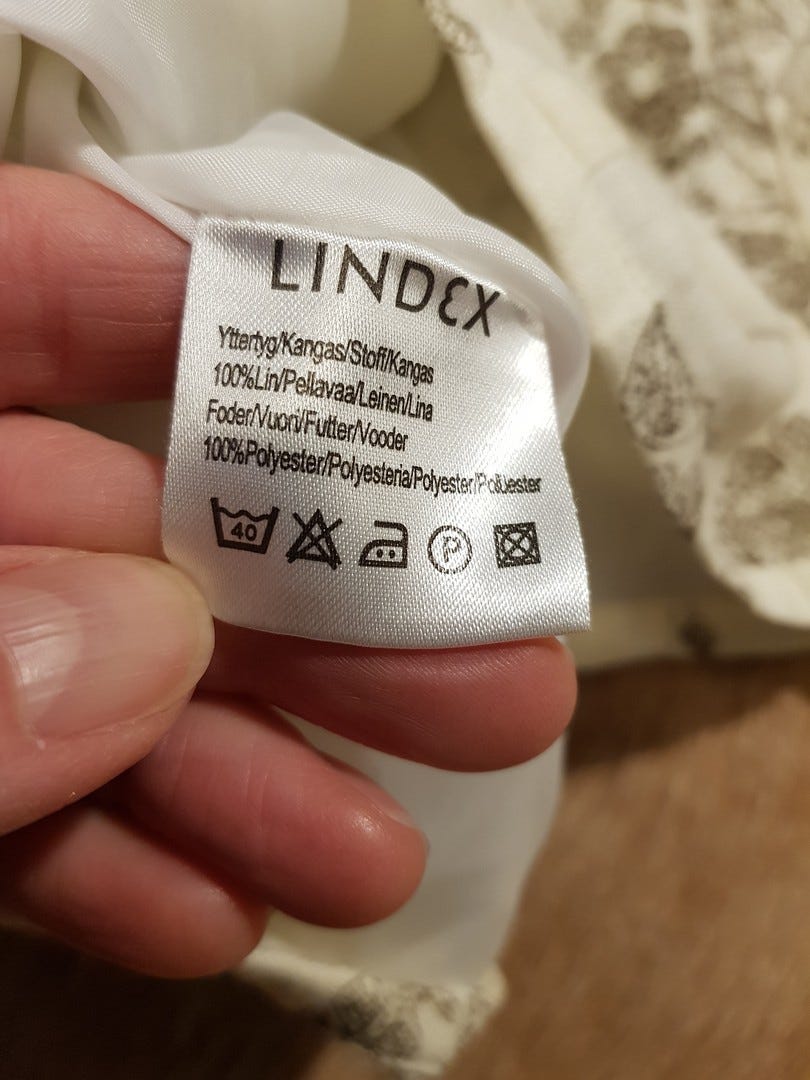 LINDEX
Yttertyg/Kangas/Stoff/Kangas
100%Lin/Pellavaa/Leinen/Lina
Foder/Vuori/Futter/Vooder
100%Polyester/Polyesteria/Polyester/Polüester
40
P